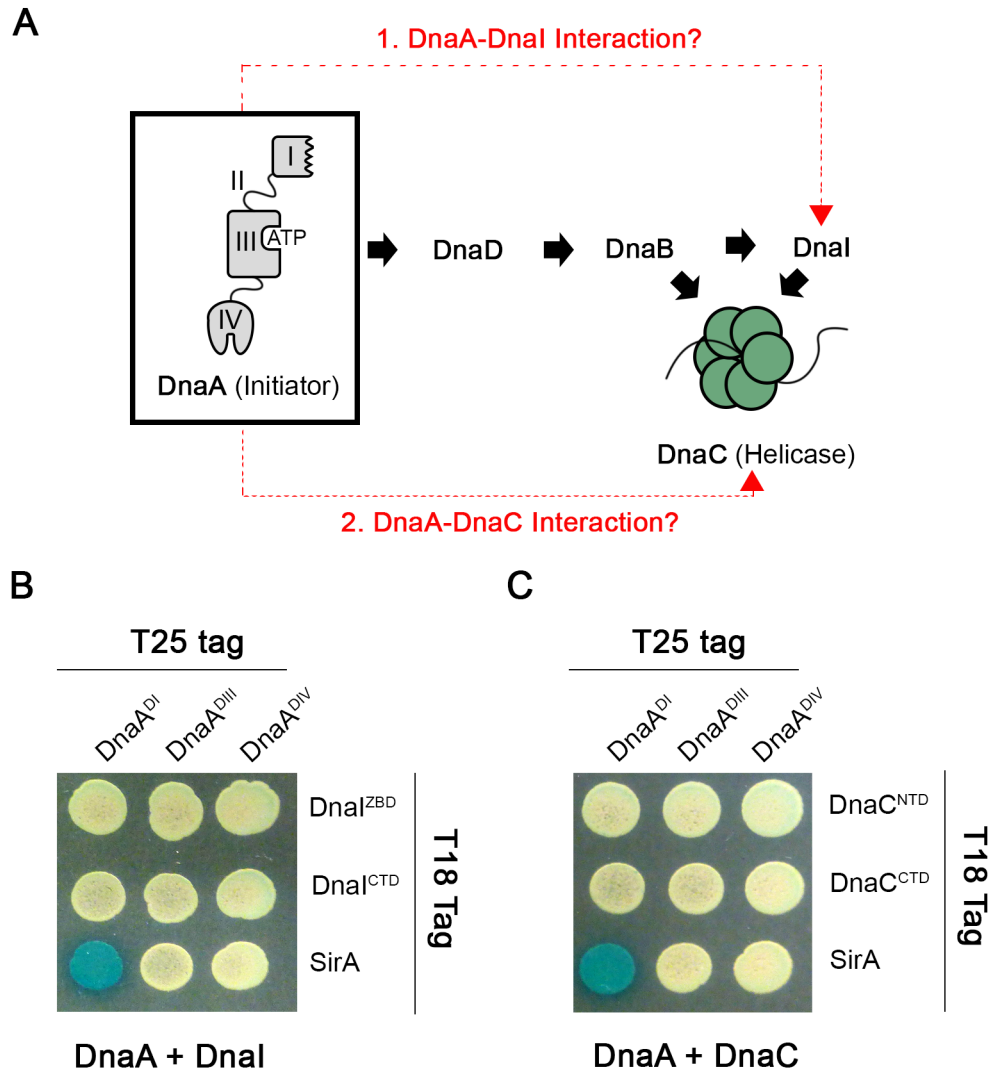 A
1. DnaA-DnaI Interaction?
I
II
III
ATP
IV
DnaA (Initiator)
DnaD
DnaB
DnaI
DnaC (Helicase)
2. DnaA-DnaC Interaction?
B
T25 tag
DnaA^DI DnaA^DIII DnaA^DIV
DnaI^ZBD
DnaI^CTD
SirA
T18 Tag
DnaA + DnaI
C
T25 tag
DnaA^DI DnaA^DIII DnaA^DIV
DnaC^NTD
DnaC^CTD
SirA
T18 Tag
DnaA + DnaC